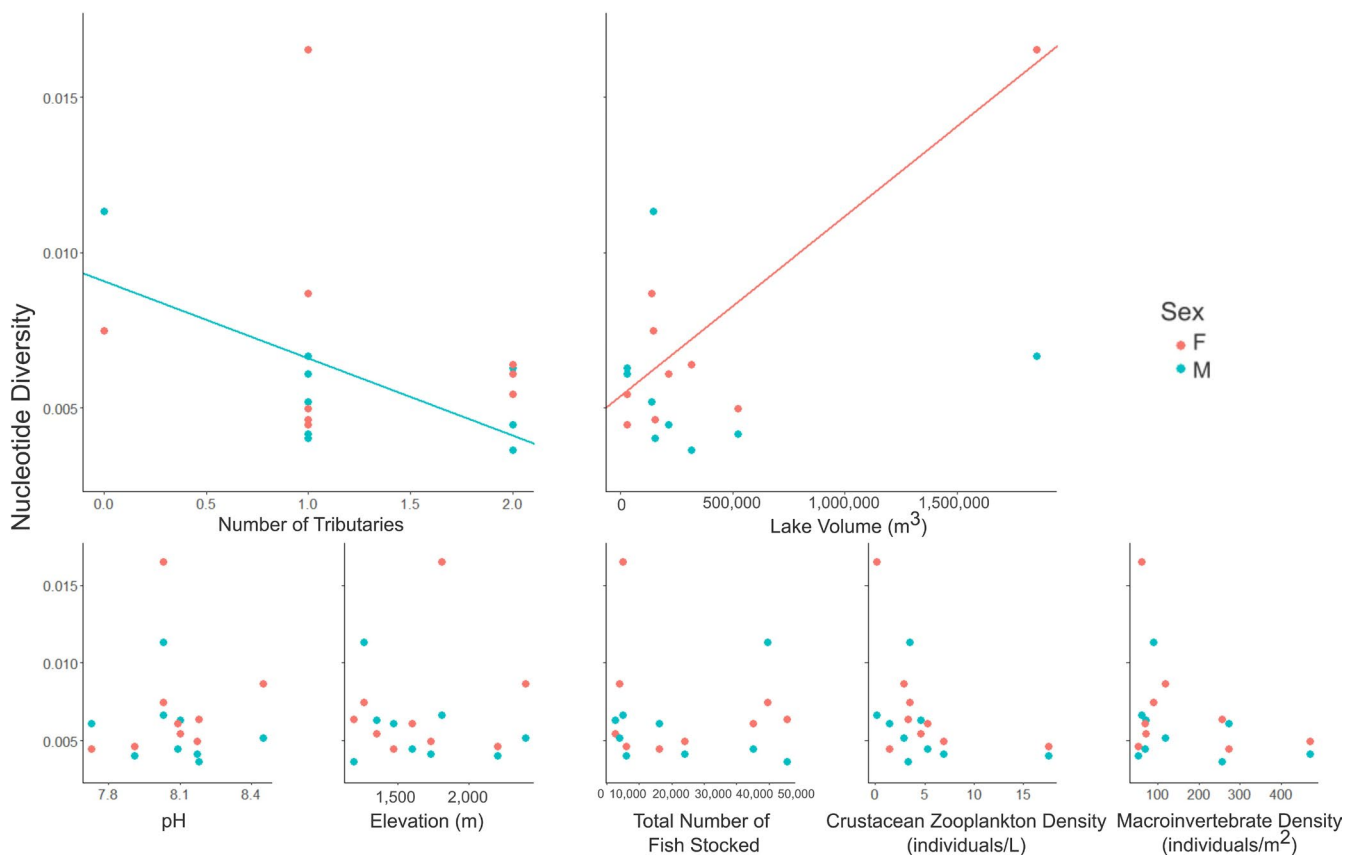 Nucleotide Diversity
0.015
0.010
0.005
0.0 0.5 1.0 1.5 2.0
Number of Tributaries
0 500,000 1,000,000 1,500,000
Lake Volume (m³)
Sex
F
M
0.015
0.010
0.005
7.8 8.1 8.4
pH
1,500 2,000
Elevation (m)
0 10,000 20,000 30,000 40,000 50,000
Total Number of
Fish Stocked
0 5 10 15
Crustacean Zooplankton Density
(individuals/L)
100 200 300 400
Macroinvertebrate Density
(individuals/m²)